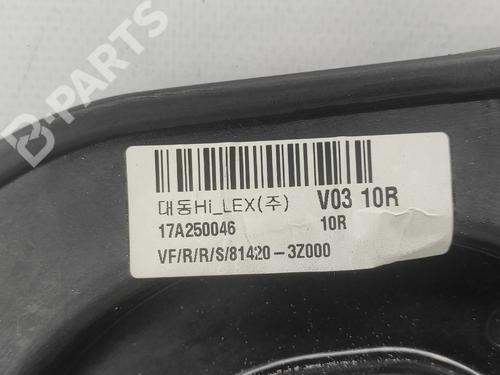 B-PARTS
대동Hi_LEX(주) V03 10R
17A250046 10R
VF/R/R/S/81420-3Z000